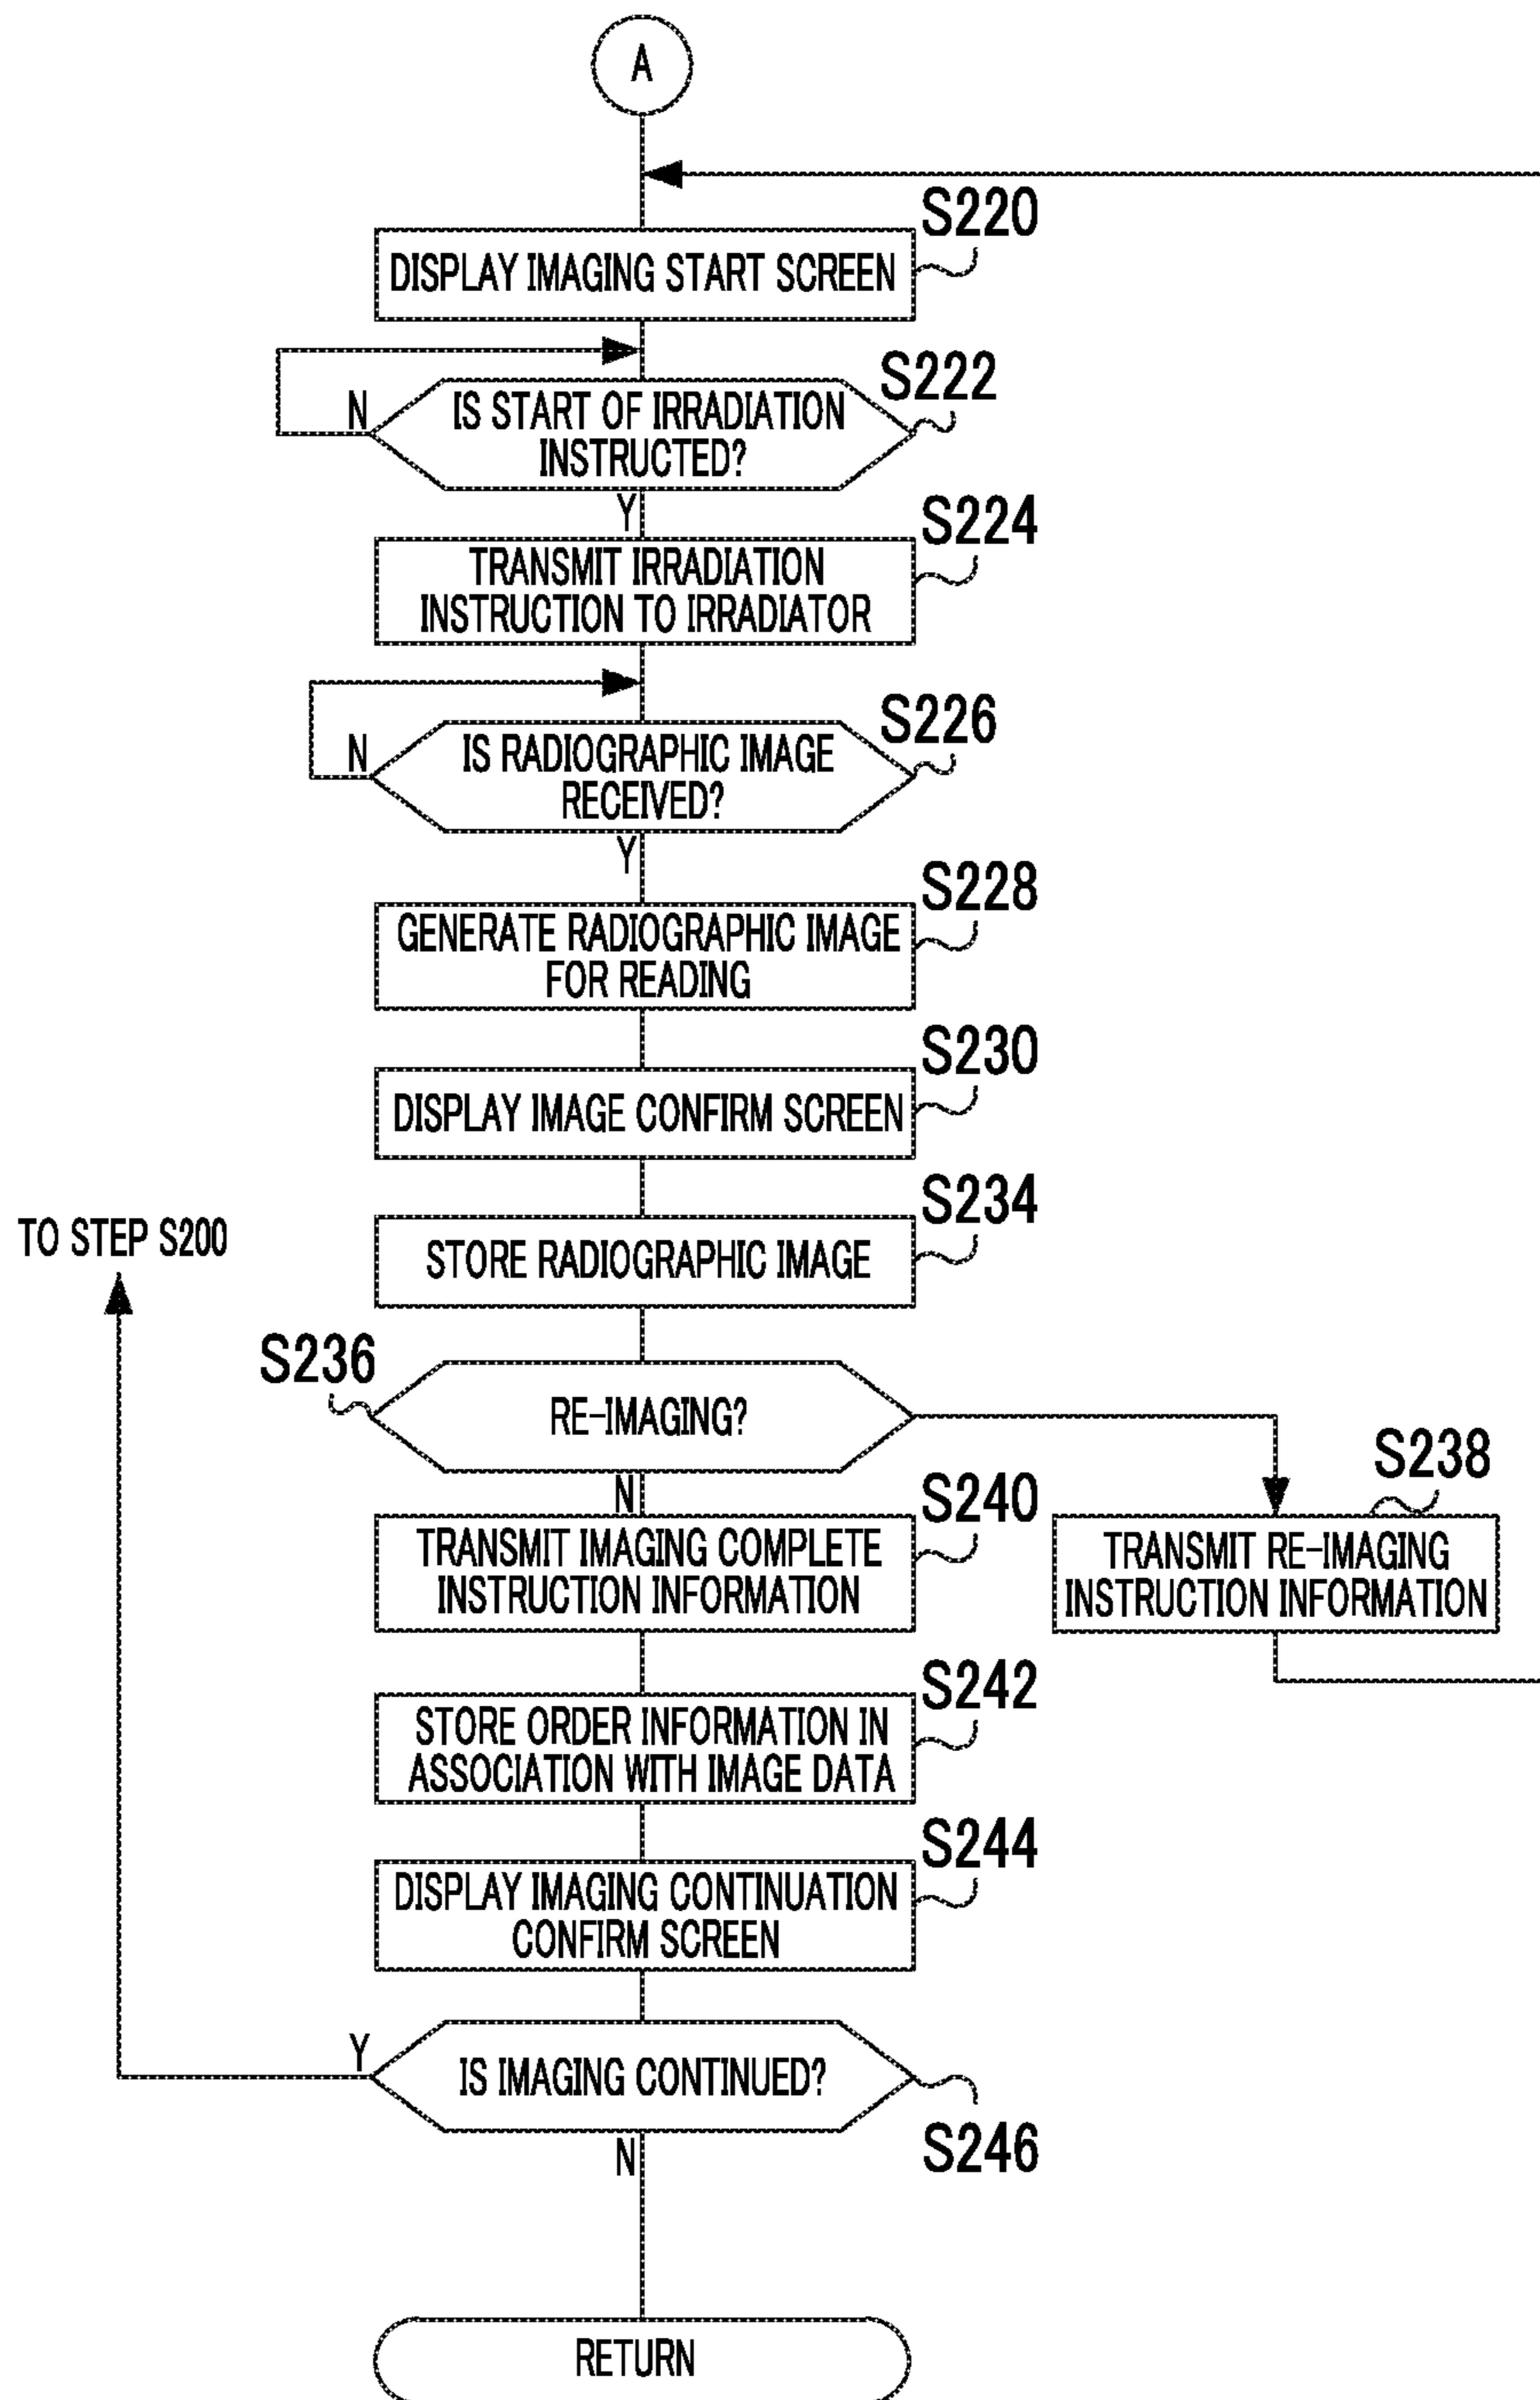 A
S220
DISPLAY IMAGING START SCREEN
S222
N
IS START OF IRRADIATION
INSTRUCTED?
Y
S224
TRANSMIT IRRADIATION
INSTRUCTION TO IRRADIATOR
S226
N
IS RADIOGRAPHIC IMAGE
RECEIVED?
Y
S228
GENERATE RADIOGRAPHIC IMAGE
FOR READING
S230
DISPLAY IMAGE CONFIRM SCREEN
S234
TO STEP S200
STORE RADIOGRAPHIC IMAGE
S236
RE-IMAGING?
N
S238
TRANSMIT RE-IMAGING
INSTRUCTION INFORMATION
S240
TRANSMIT IMAGING COMPLETE
INSTRUCTION INFORMATION
S242
STORE ORDER INFORMATION IN
ASSOCIATION WITH IMAGE DATA
S244
DISPLAY IMAGING CONTINUATION
CONFIRM SCREEN
Y
IS IMAGING CONTINUED?
S246
N
RETURN